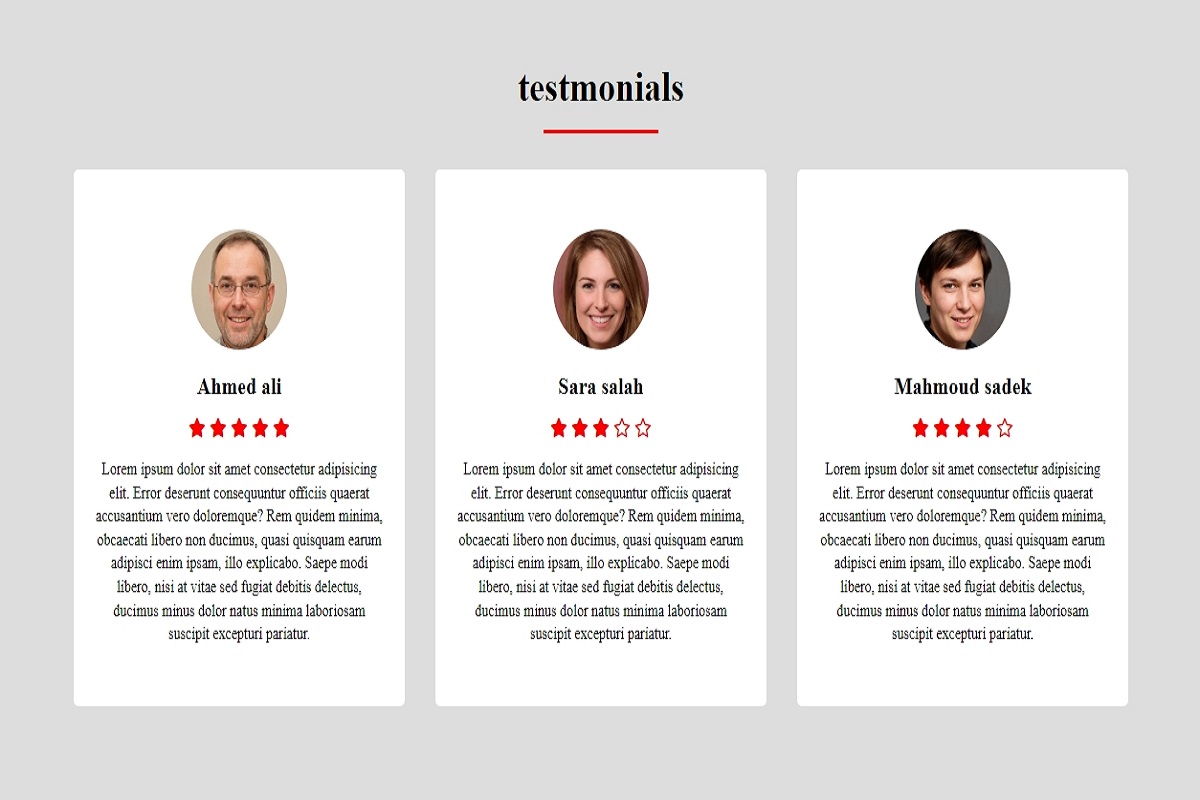 testmonials
Ahmed ali
Lorem ipsum dolor sit amet consectetur adipisicing
elit. Error deserunt consequuntur officiis quaerat
accusantium vero doloremque? Rem quidem minima,
obcaecati libero non ducimus, quasi quisquam earum
adipisci enim ipsam, illo explicabo. Saepe modi
libero, nisi at vitae sed fugiat debitis delectus,
ducimus minus dolor natus minima laboriosam
suscipit excepturi pariatur.
Sara salah
Lorem ipsum dolor sit amet consectetur adipisicing
elit. Error deserunt consequuntur officiis quaerat
accusantium vero doloremque? Rem quidem minima,
obcaecati libero non ducimus, quasi quisquam earum
adipisci enim ipsam, illo explicabo. Saepe modi
libero, nisi at vitae sed fugiat debitis delectus,
ducimus minus dolor natus minima laboriosam
suscipit excepturi pariatur.
Mahmoud sadek
Lorem ipsum dolor sit amet consectetur adipisicing
elit. Error deserunt consequuntur officiis quaerat
accusantium vero doloremque? Rem quidem minima,
obcaecati libero non ducimus, quasi quisquam earum
adipisci enim ipsam, illo explicabo. Saepe modi
libero, nisi at vitae sed fugiat debitis delectus,
ducimus minus dolor natus minima laboriosam
suscipit excepturi pariatur.